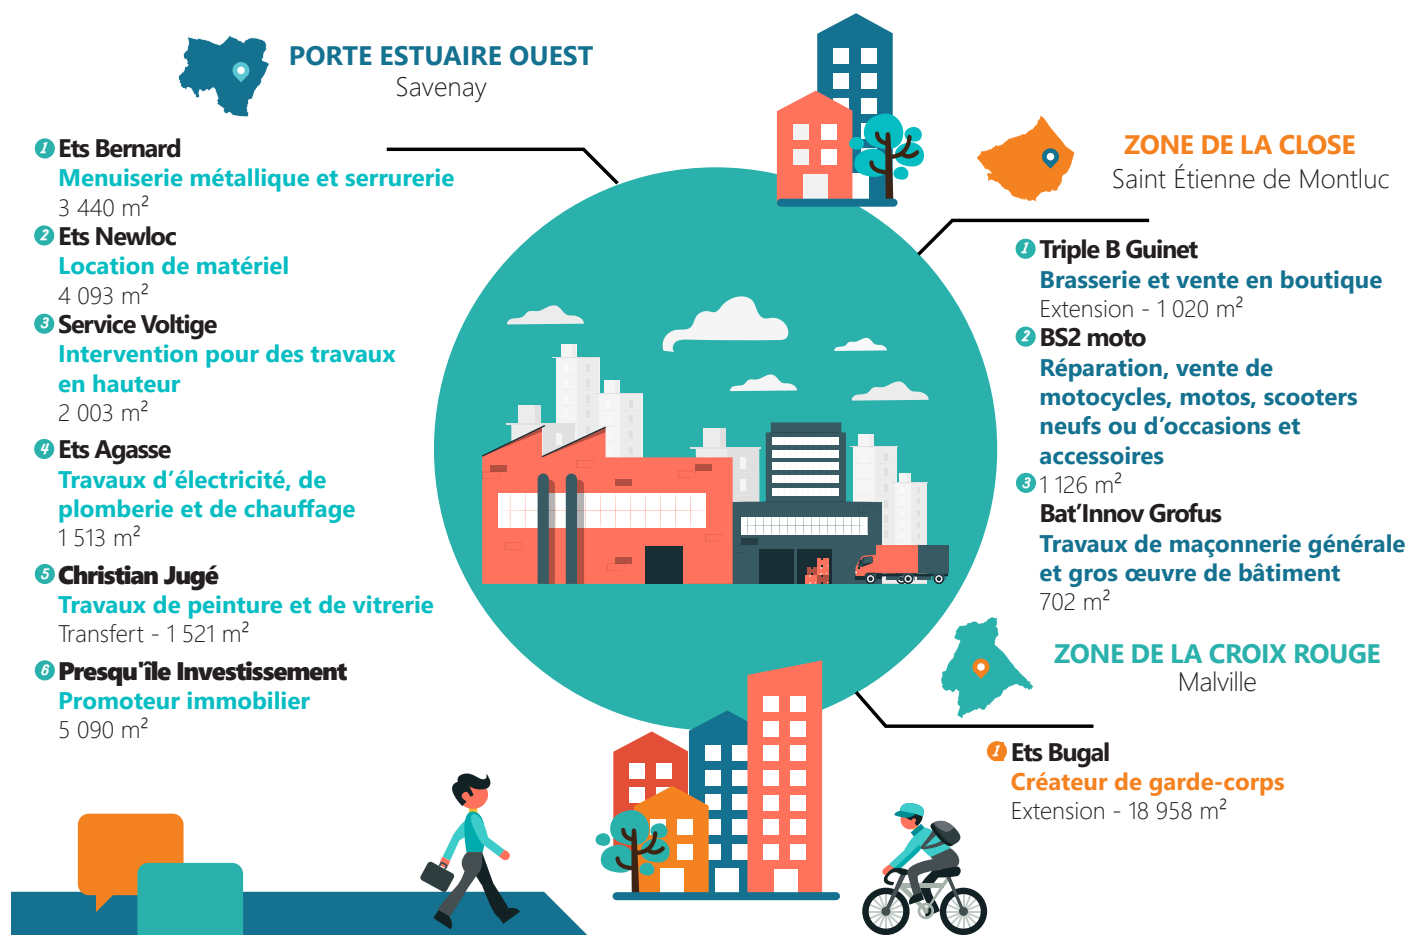 PORTE ESTUAIRE OUEST
Savenay
1 Ets Bernard
Menuiserie métallique et serrurerie
3 440 m²
2 Ets Newloc
Location de matériel
4 093 m²
3 Service Voltige
Intervention pour des travaux
en hauteur
2 003 m²
4 Ets Agasse
Travaux d’électricité, de
plomberie et de chauffage
1 513 m²
5 Christian Jugé
Travaux de peinture et de vitrerie
Transfert - 1 521 m²
6 Presqu'île Investissement
Promoteur immobilier
5 090 m²
ZONE DE LA CLOSE
Saint Étienne de Montluc
1 Triple B Guinet
Brasserie et vente en boutique
Extension - 1 020 m²
2 BS2 moto
Réparation, vente de
motocycles, motos, scooters
neufs ou d’occasions et
accessoires
3 1 126 m²
Bat’Innov Grofus
Travaux de maçonnerie générale
et gros œuvre de bâtiment
702 m²
ZONE DE LA CROIX ROUGE
Malville
1 Ets Bugal
Créateur de garde-corps
Extension - 18 958 m²